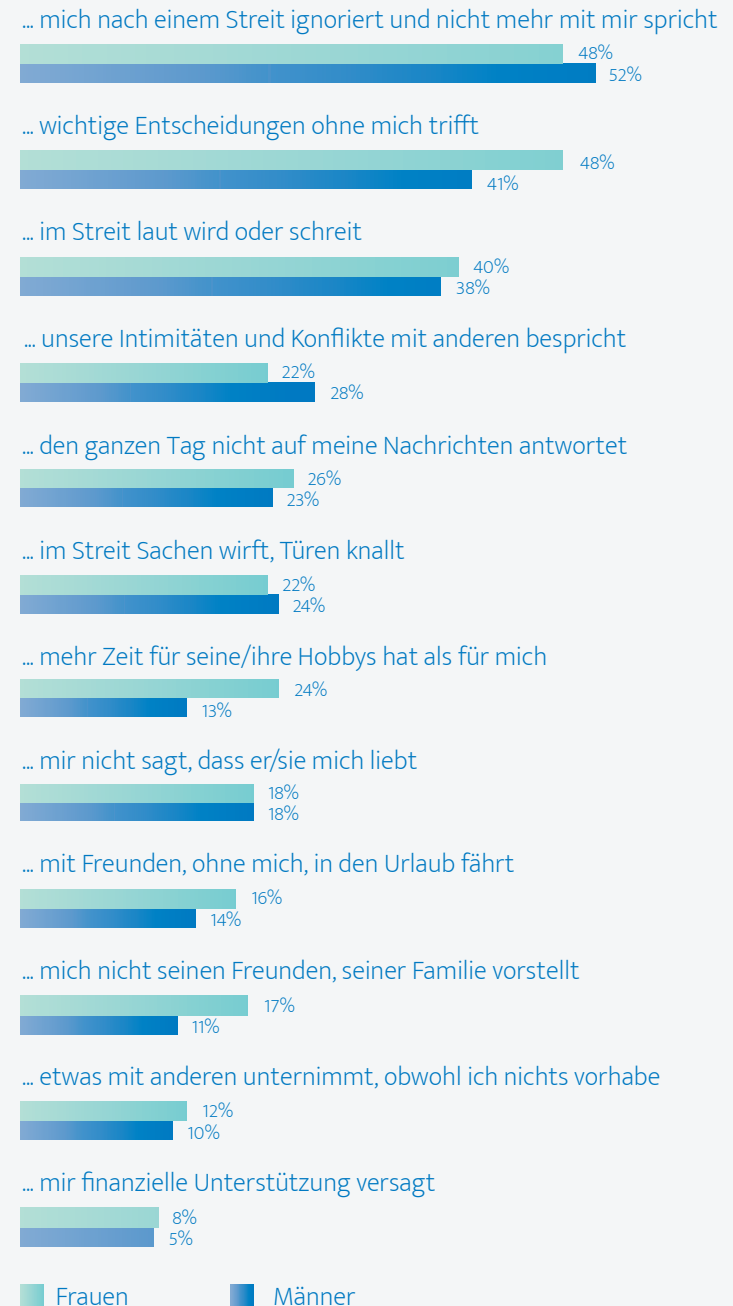 ... mich nach einem Streit ignoriert und nicht mehr mit mir spricht
48%
52%
... wichtige Entscheidungen ohne mich trifft
48%
41%
... im Streit laut wird oder schreit
40%
38%
... unsere Intimitäten und Konflikte mit anderen bespricht
22%
28%
... den ganzen Tag nicht auf meine Nachrichten antwortet
26%
23%
... im Streit Sachen wirft, Türen knallt
22%
24%
... mehr Zeit für seine/ihre Hobbys hat als für mich
24%
13%
... mir nicht sagt, dass er/sie mich liebt
18%
18%
... mit Freunden, ohne mich, in den Urlaub fährt
16%
14%
... mich nicht seinen Freunden, seiner Familie vorstellt
17%
11%
... etwas mit anderen unternimmt, obwohl ich nichts vorhabe
12%
10%
... mir finanzielle Unterstützung versagt
8%
5%
Frauen Männer